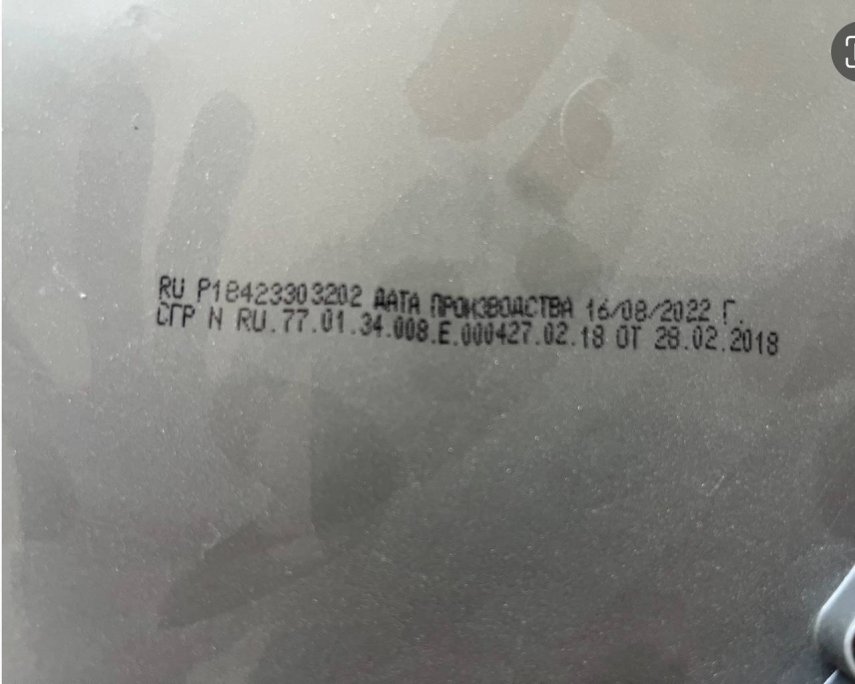 RU P18423303202 ДАТА ПРОИЗВОДСТВА 16/08/2022 Г.
СГР N RU.77.01.34.008.Е.000427.02.18 ОТ 28.02.2018